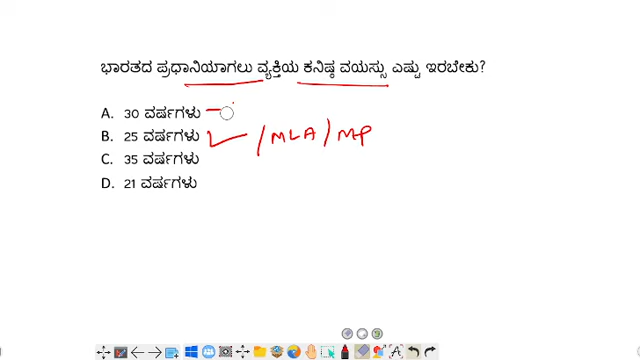 ಭಾರತದ ಪ್ರಧಾನಿಯಾಗಲು ವ್ಯಕ್ತಿಯ ಕನಿಷ್ಠ ವಯಸ್ಸು ಎಷ್ಟು ಇರಬೇಕು?
A. 30 ವರ್ಷಗಳು
B. 25 ವರ್ಷಗಳು / MLA / MP
C. 35 ವರ್ಷಗಳು
D. 21 ವರ್ಷಗಳು